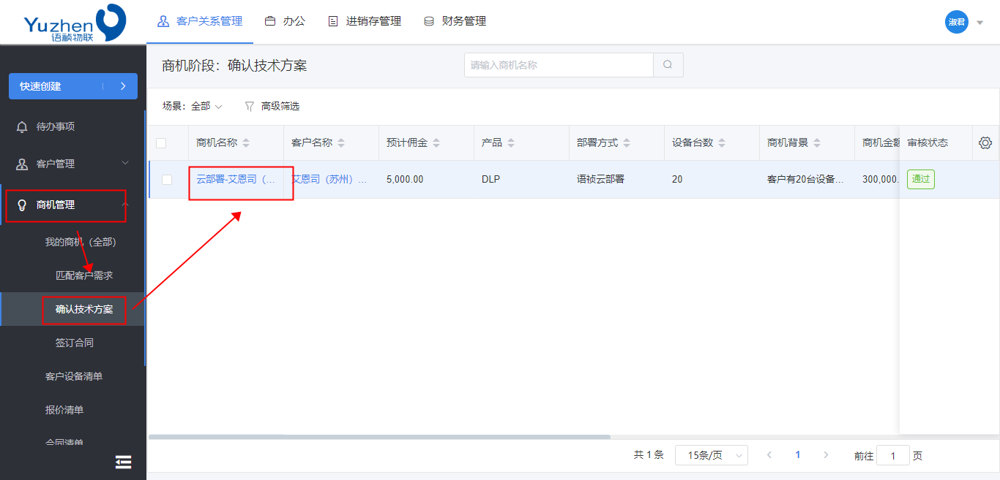 Yuzhen
语祯物联
客户关系管理
办公
进销存管理
财务管理
淑君
快速创建
待办事项
客户管理
商机管理
我的商机（全部）
匹配客户需求
确认技术方案
签订合同
客户设备清单
报价清单
合同清单
商机阶段：确认技术方案
请输入商机名称
场景：全部
高级筛选
商机名称 客户名称 预计佣金 产品 部署方式 设备台数 商机背景 商机金额 审核状态
云部署-艾恩司（... 艾恩司（苏州）... 5,000.00 DLP 语祯云部署 20 客户有20台设备... 300,000. 通过
共 1 条 15条/页 1 前往 1 页